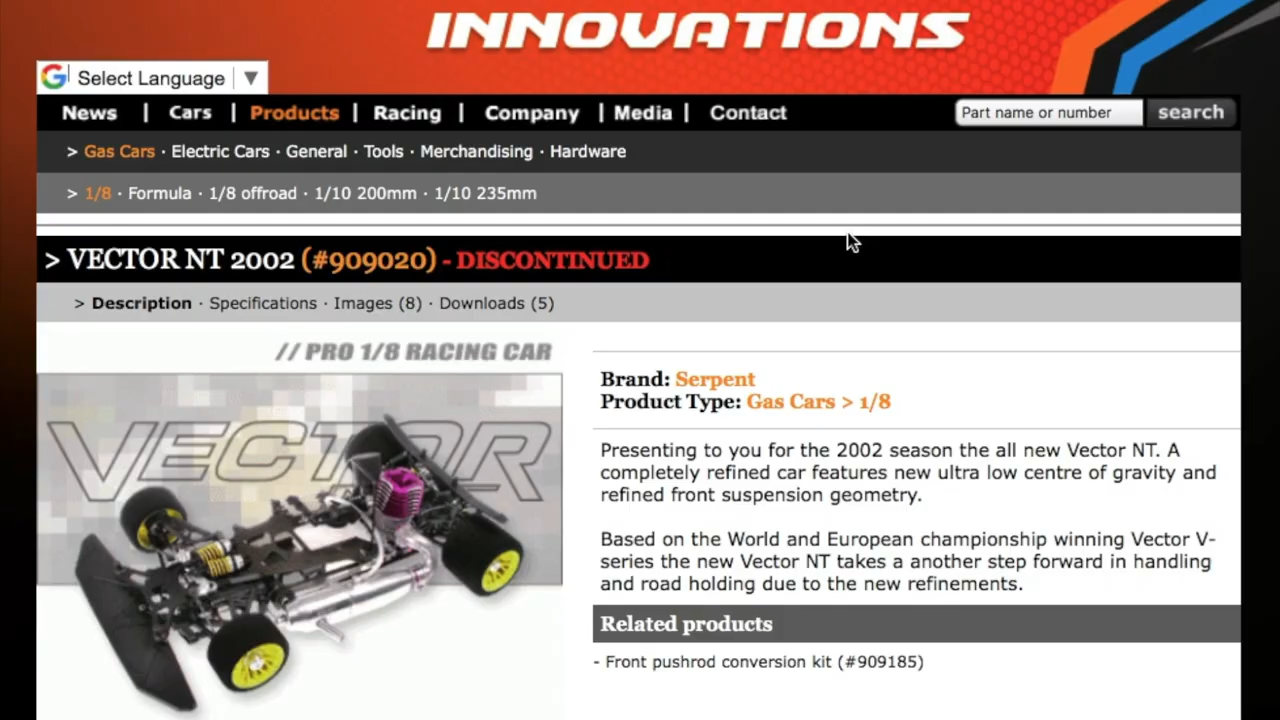 INNOVATIONS
Select Language ▼
News | Cars | Products | Racing | Company | Media | Contact Part name or number search
> Gas Cars · Electric Cars · General · Tools · Merchandising · Hardware
> 1/8 · Formula · 1/8 offroad · 1/10 200mm · 1/10 235mm
> VECTOR NT 2002 (#909020) - DISCONTINUED
> Description · Specifications · Images (8) · Downloads (5)
// PRO 1/8 RACING CAR
VECTOR
Brand: Serpent
Product Type: Gas Cars > 1/8
Presenting to you for the 2002 season the all new Vector NT. A
completely refined car features new ultra low centre of gravity and
refined front suspension geometry.
Based on the World and European championship winning Vector V-
series the new Vector NT takes a another step forward in handling
and road holding due to the new refinements.
Related products
- Front pushrod conversion kit (#909185)